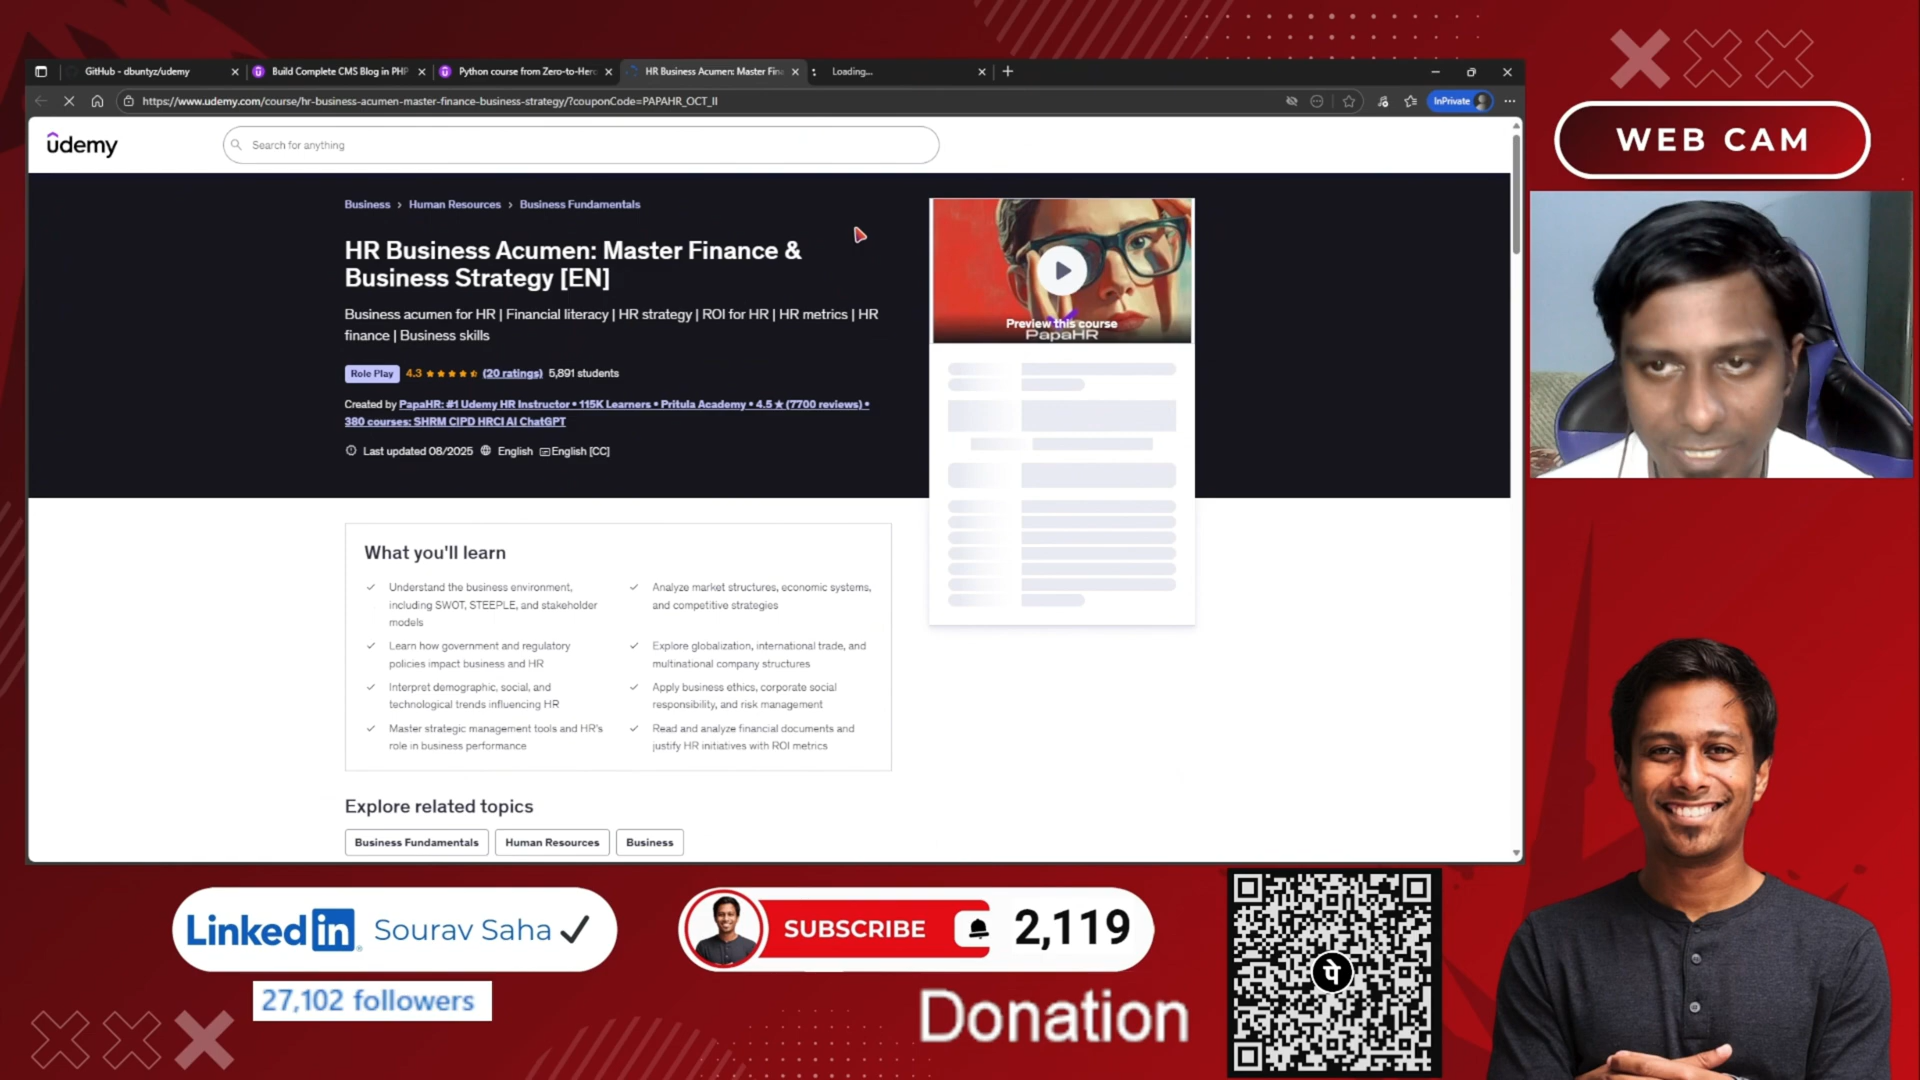 GitHub - dbuntyz/udemy
Build Complete CMS Blog in PHP
Python course from Zero-to-Hero
HR Business Acumen: Master Fin
Loading...
https://www.udemy.com/course/hr-business-acumen-master-finance-business-strategy/?couponCode=PAPAHR_OCT_II
InPrivate
udemy
Search for anything
Business > Human Resources > Business Fundamentals
HR Business Acumen: Master Finance &
Business Strategy [EN]
Business acumen for HR | Financial literacy | HR strategy | ROI for HR | HR metrics | HR
finance | Business skills
Role Play 4.3 (20 ratings) 5,891 students
Created by PapaHR: #1 Udemy HR Instructor • 115K Learners • Pritula Academy • 4.5 ★ (7700 reviews) •
380 courses: SHRM CIPD HRCI AI ChatGPT
Last updated 08/2025 English English [CC]
Preview this course
PapaHR
What you'll learn
Understand the business environment,
including SWOT, STEEPLE, and stakeholder
models
Analyze market structures, economic systems,
and competitive strategies
Learn how government and regulatory
policies impact business and HR
Explore globalization, international trade, and
multinational company structures
Interpret demographic, social, and
technological trends influencing HR
Apply business ethics, corporate social
responsibility, and risk management
Master strategic management tools and HR's
role in business performance
Read and analyze financial documents and
justify HR initiatives with ROI metrics
Explore related topics
Business Fundamentals
Human Resources
Business
WEB CAM
Linked in Sourav Saha
27,102 followers
SUBSCRIBE 2,119
Donation
पे